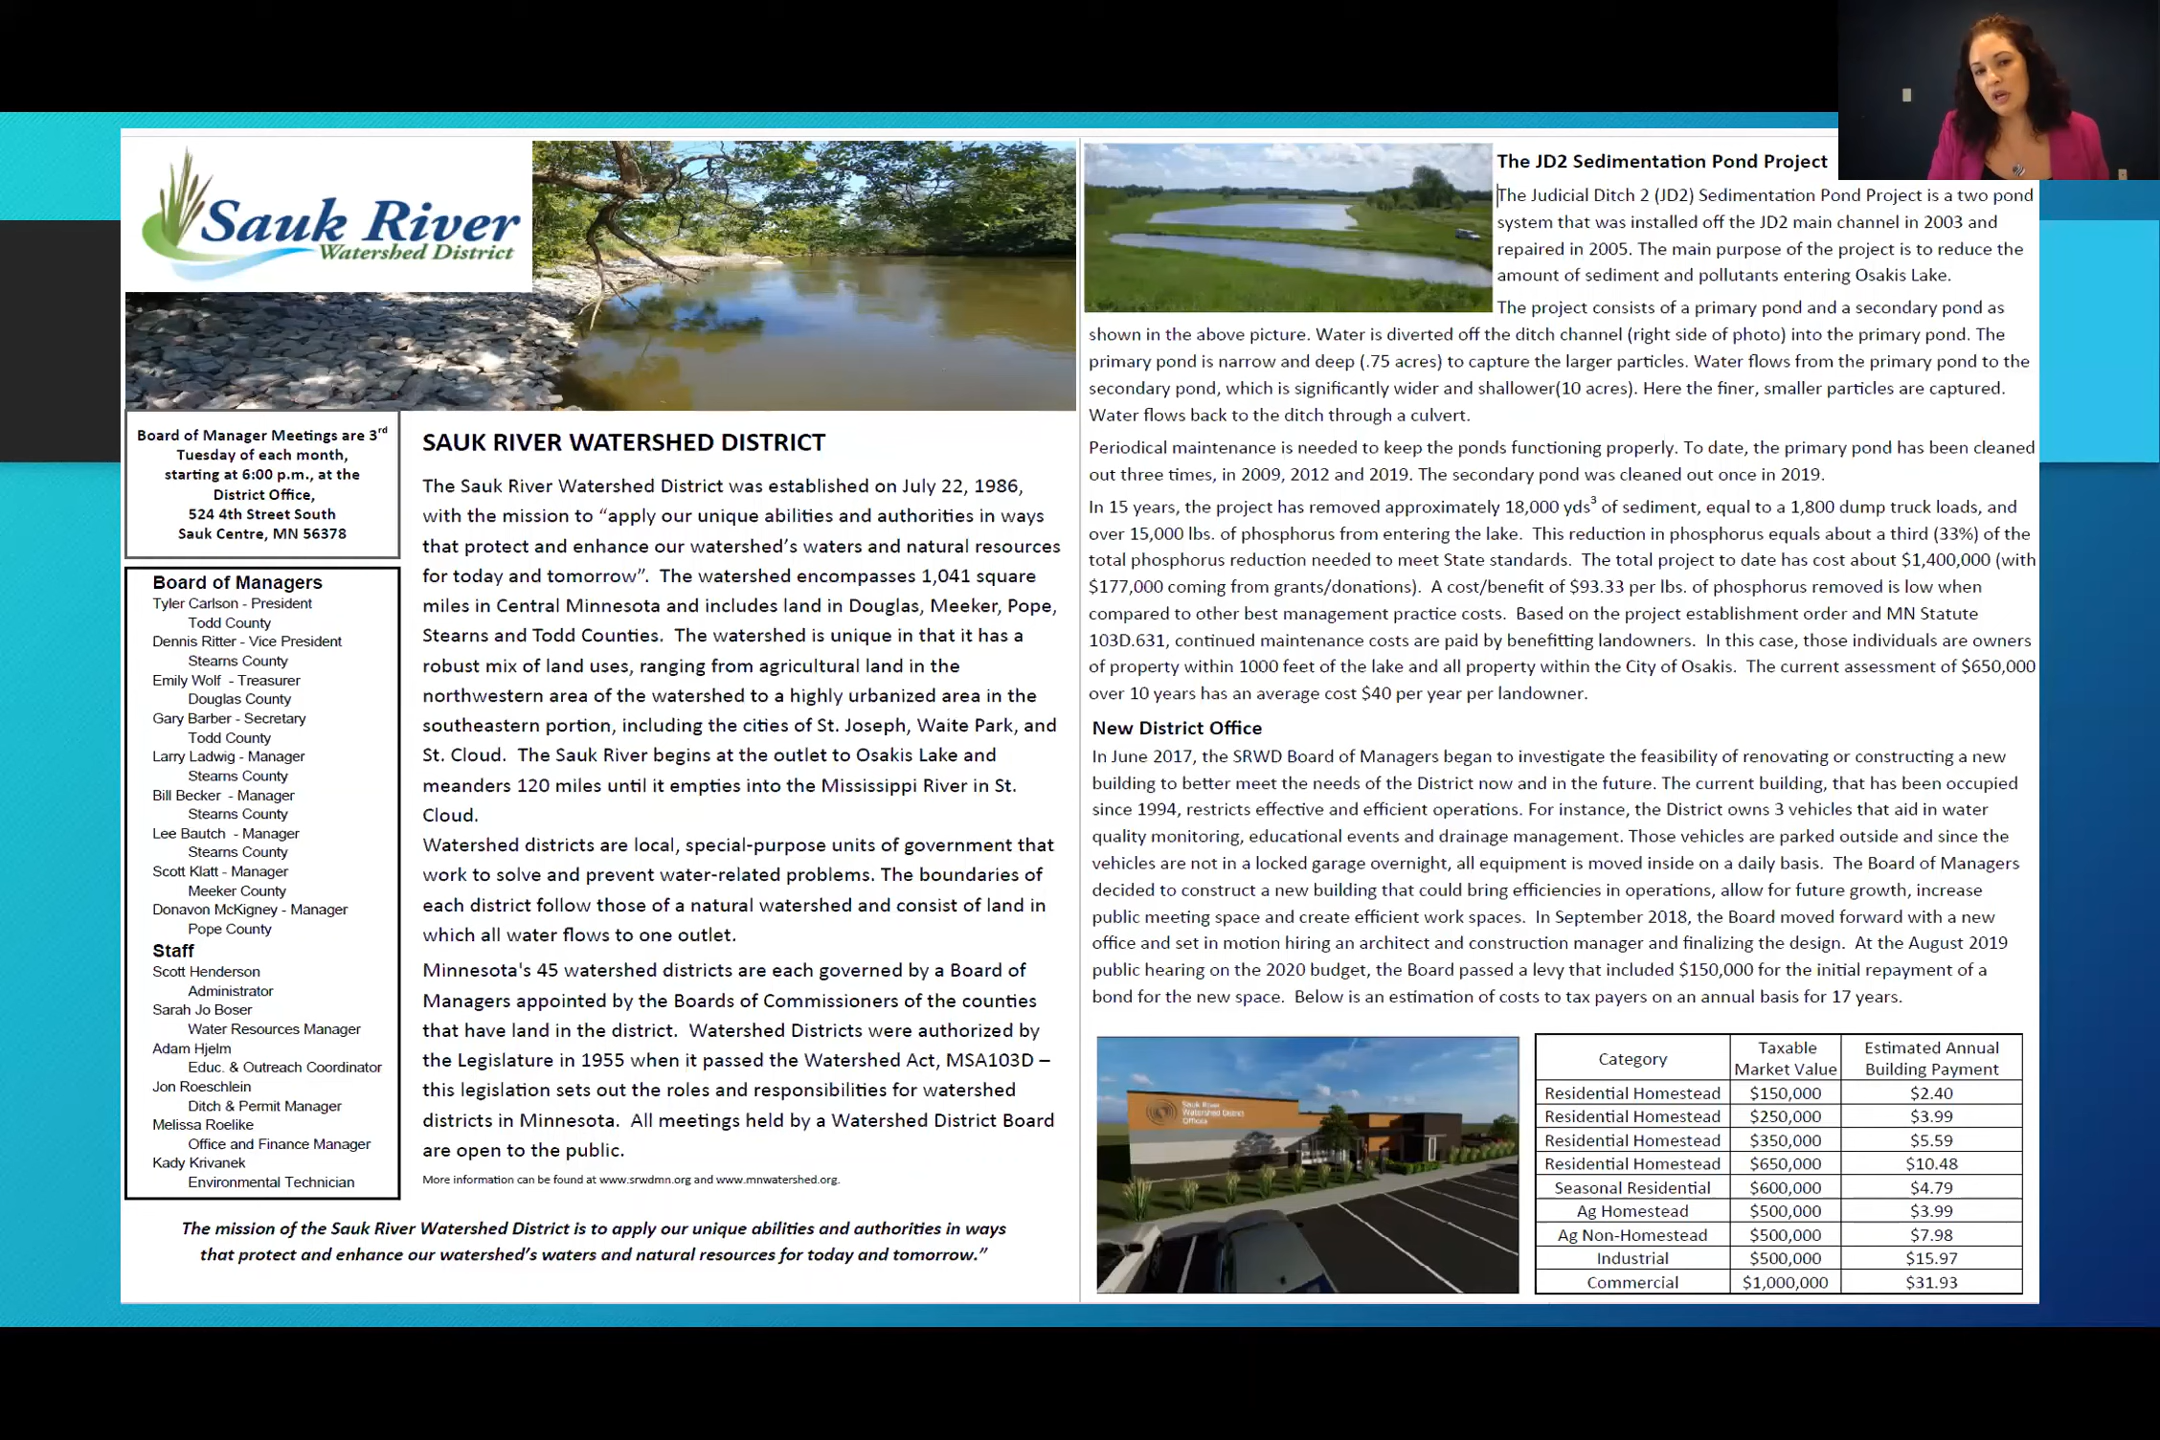 Sauk River
Watershed District
Board of Manager Meetings are 3rd
Tuesday of each month,
starting at 6:00 p.m., at the
District Office,
524 4th Street South
Sauk Centre, MN 56378
Board of Managers
Tyler Carlson - President
Todd County
Dennis Ritter - Vice President
Stearns County
Emily Wolf - Treasurer
Douglas County
Gary Barber - Secretary
Todd County
Larry Ladwig - Manager
Stearns County
Bill Becker - Manager
Stearns County
Lee Bautch - Manager
Stearns County
Scott Klatt - Manager
Meeker County
Donavon McKigney - Manager
Pope County
Staff
Scott Henderson
Administrator
Sarah Jo Boser
Water Resources Manager
Adam Hjelm
Educ. & Outreach Coordinator
Jon Roeschlein
Ditch & Permit Manager
Melissa Roelike
Office and Finance Manager
Kady Krivanek
Environmental Technician
SAUK RIVER WATERSHED DISTRICT
The Sauk River Watershed District was established on July 22, 1986,
with the mission to “apply our unique abilities and authorities in ways
that protect and enhance our watershed’s waters and natural resources
for today and tomorrow”. The watershed encompasses 1,041 square
miles in Central Minnesota and includes land in Douglas, Meeker, Pope,
Stearns and Todd Counties. The watershed is unique in that it has a
robust mix of land uses, ranging from agricultural land in the
northwestern area of the watershed to a highly urbanized area in the
southeastern portion, including the cities of St. Joseph, Waite Park, and
St. Cloud. The Sauk River begins at the outlet to Osakis Lake and
meanders 120 miles until it empties into the Mississippi River in St.
Cloud.
Watershed districts are local, special-purpose units of government that
work to solve and prevent water-related problems. The boundaries of
each district follow those of a natural watershed and consist of land in
which all water flows to one outlet.
Minnesota's 45 watershed districts are each governed by a Board of
Managers appointed by the Boards of Commissioners of the counties
that have land in the district. Watershed Districts were authorized by
the Legislature in 1955 when it passed the Watershed Act, MSA103D –
this legislation sets out the roles and responsibilities for watershed
districts in Minnesota. All meetings held by a Watershed District Board
are open to the public.
More information can be found at www.srwdmn.org and www.mnwatershed.org.
The mission of the Sauk River Watershed District is to apply our unique abilities and authorities in ways
that protect and enhance our watershed’s waters and natural resources for today and tomorrow.”
The JD2 Sedimentation Pond Project
The Judicial Ditch 2 (JD2) Sedimentation Pond Project is a two pond
system that was installed off the JD2 main channel in 2003 and
repaired in 2005. The main purpose of the project is to reduce the
amount of sediment and pollutants entering Osakis Lake.
The project consists of a primary pond and a secondary pond as
shown in the above picture. Water is diverted off the ditch channel (right side of photo) into the primary pond. The
primary pond is narrow and deep (.75 acres) to capture the larger particles. Water flows from the primary pond to the
secondary pond, which is significantly wider and shallower(10 acres). Here the finer, smaller particles are captured.
Water flows back to the ditch through a culvert.
Periodical maintenance is needed to keep the ponds functioning properly. To date, the primary pond has been cleaned
out three times, in 2009, 2012 and 2019. The secondary pond was cleaned out once in 2019.
In 15 years, the project has removed approximately 18,000 yds³ of sediment, equal to a 1,800 dump truck loads, and
over 15,000 lbs. of phosphorus from entering the lake. This reduction in phosphorus equals about a third (33%) of the
total phosphorus reduction needed to meet State standards. The total project to date has cost about $1,400,000 (with
$177,000 coming from grants/donations). A cost/benefit of $93.33 per lbs. of phosphorus removed is low when
compared to other best management practice costs. Based on the project establishment order and MN Statute
103D.631, continued maintenance costs are paid by benefitting landowners. In this case, those individuals are owners
of property within 1000 feet of the lake and all property within the City of Osakis. The current assessment of $650,000
over 10 years has an average cost $40 per year per landowner.
New District Office
In June 2017, the SRWD Board of Managers began to investigate the feasibility of renovating or constructing a new
building to better meet the needs of the District now and in the future. The current building, that has been occupied
since 1994, restricts effective and efficient operations. For instance, the District owns 3 vehicles that aid in water
quality monitoring, educational events and drainage management. Those vehicles are parked outside and since the
vehicles are not in a locked garage overnight, all equipment is moved inside on a daily basis. The Board of Managers
decided to construct a new building that could bring efficiencies in operations, allow for future growth, increase
public meeting space and create efficient work spaces. In September 2018, the Board moved forward with a new
office and set in motion hiring an architect and construction manager and finalizing the design. At the August 2019
public hearing on the 2020 budget, the Board passed a levy that included $150,000 for the initial repayment of a
bond for the new space. Below is an estimation of costs to tax payers on an annual basis for 17 years.
Sauk River
Watershed District
Offices
Category Taxable Market Value Estimated Annual Building Payment
Residential Homestead $150,000 $2.40
Residential Homestead $250,000 $3.99
Residential Homestead $350,000 $5.59
Residential Homestead $650,000 $10.48
Seasonal Residential $600,000 $4.79
Ag Homestead $500,000 $3.99
Ag Non-Homestead $500,000 $7.98
Industrial $500,000 $15.97
Commercial $1,000,000 $31.93